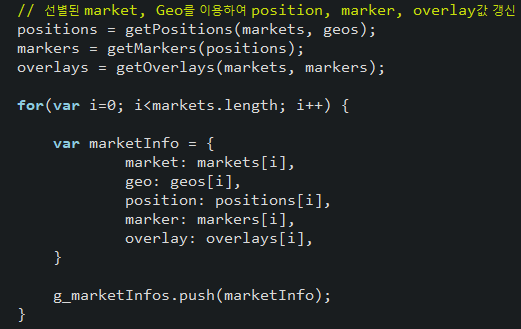 // 선별된 market, Geo를 이용하여 position, marker, overlay값 갱신
positions = getPositions(markets, geos);
markers = getMarkers(positions);
overlays = getOverlays(markets, markers);
for(var i=0; i<markets.length; i++) {
var marketInfo = {
market: markets[i],
geo: geos[i],
position: positions[i],
marker: markers[i],
overlay: overlays[i],
}
g_marketInfos.push(marketInfo);
}